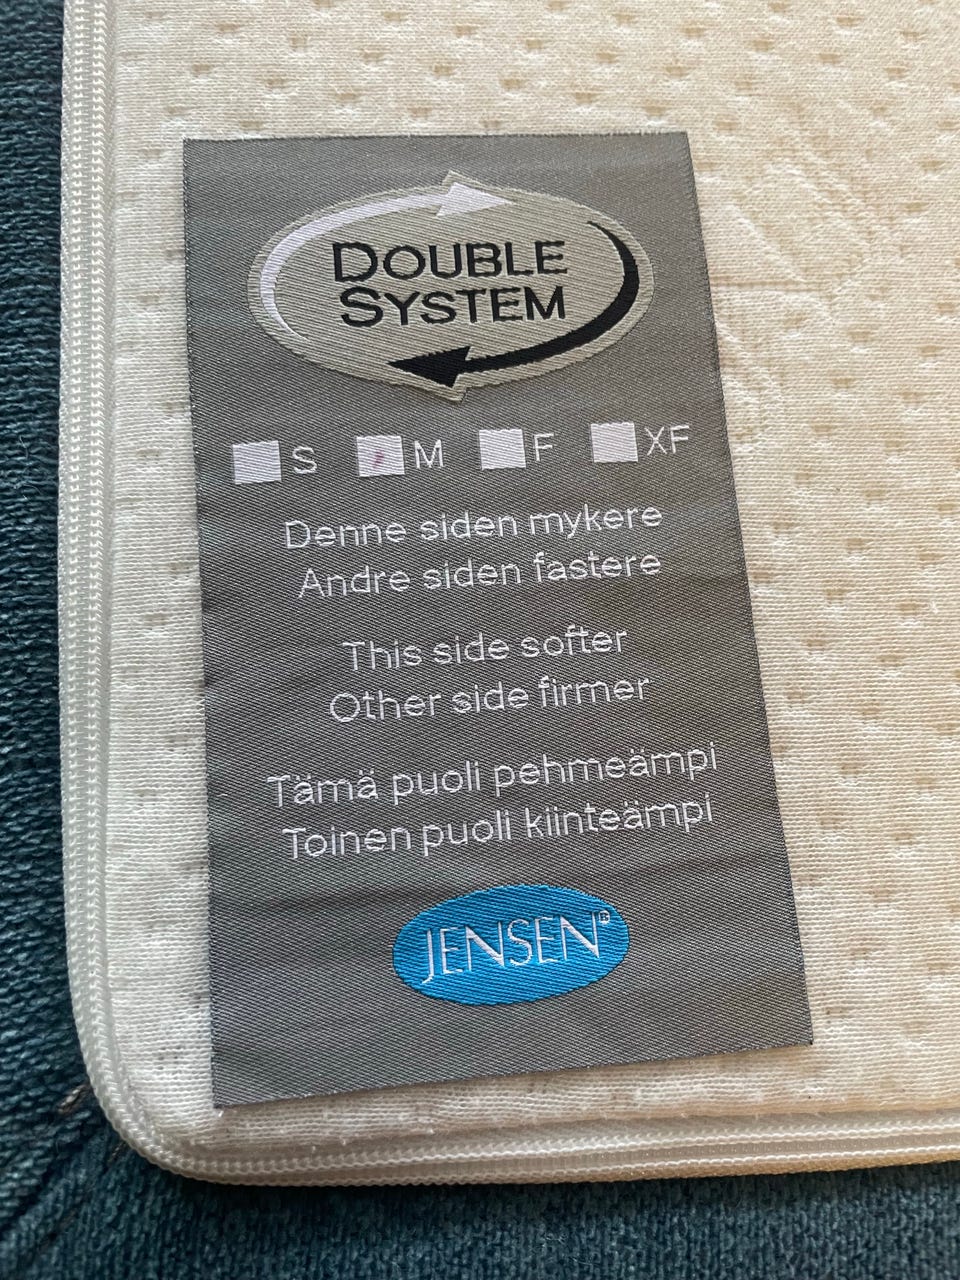 DOUBLE
SYSTEM
S M F XF
Denne siden mykere
Andre siden fastere
This side softer
Other side firmer
Tämä puoli pehmeämpi
Toinen puoli kiinteämpi
JENSEN®